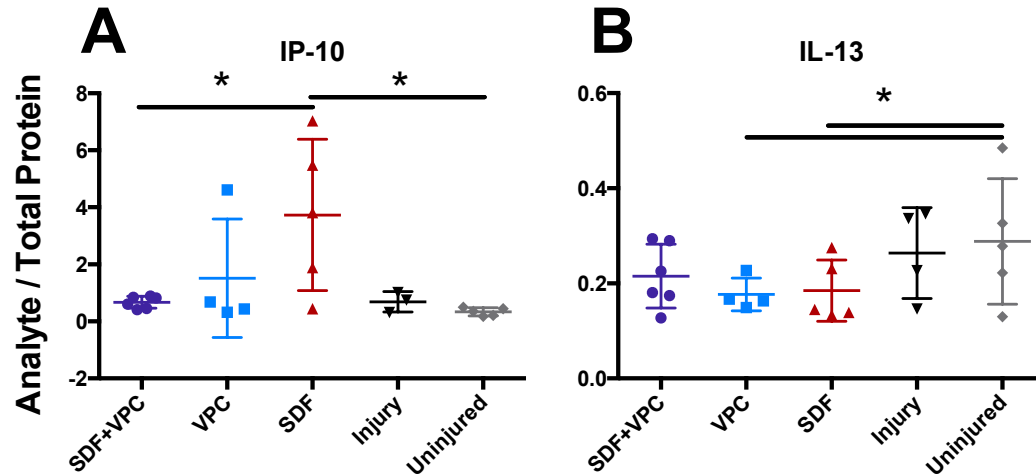 A
IP-10
Analyte / Total Protein
8
6
4
2
0
-2
*
*
SDF+VPC
VPC
SDF
Injury
Uninjured
B
IL-13
0.6
0.4
0.2
0.0
*
SDF+VPC
VPC
SDF
Injury
Uninjured